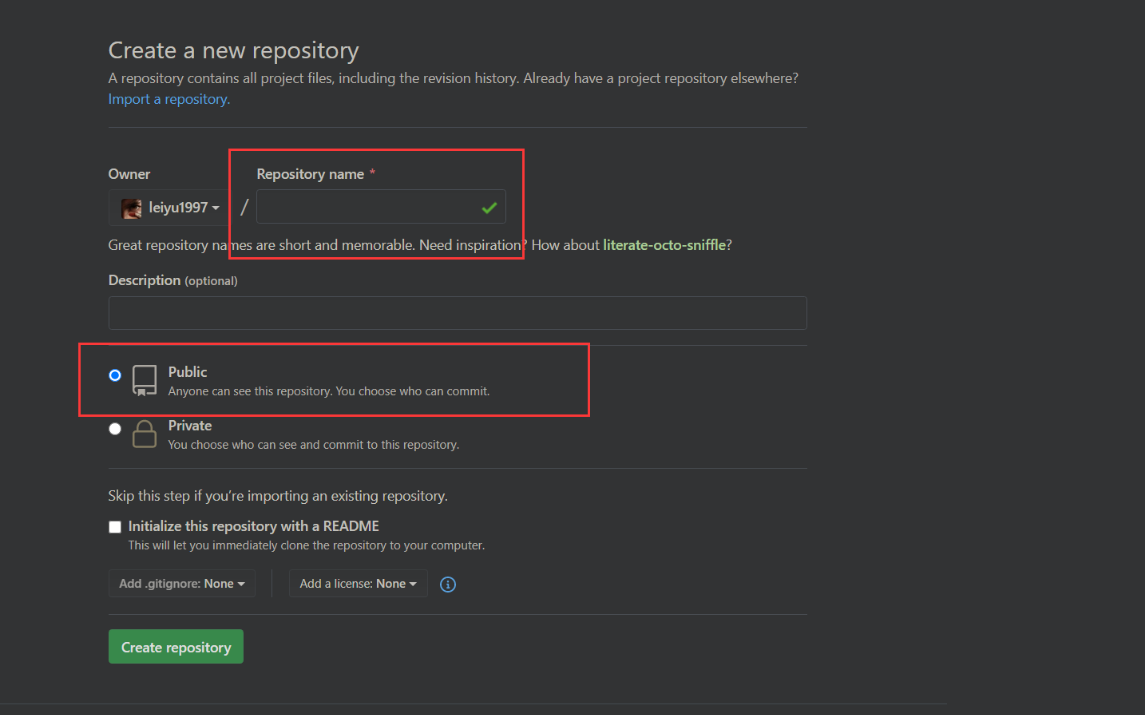 Create a new repository
A repository contains all project files, including the revision history. Already have a project repository elsewhere?
Import a repository.
Owner
Repository name *
leiyu1997
/
Great repository names are short and memorable. Need inspiration? How about literate-octo-sniffle?
Description (optional)
Public
Anyone can see this repository. You choose who can commit.
Private
You choose who can see and commit to this repository.
Skip this step if you’re importing an existing repository.
Initialize this repository with a README
This will let you immediately clone the repository to your computer.
Add .gitignore: None
Add a license: None
Create repository